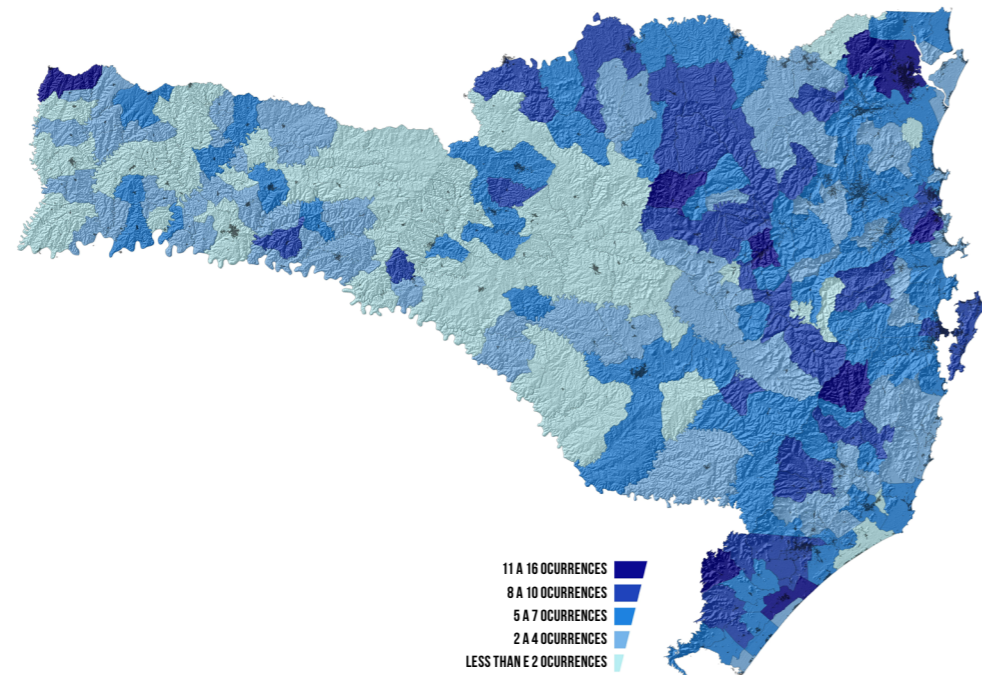 11 A 16 OCURRENCES
8 A 10 OCURRENCES
5 A 7 OCURRENCES
2 A 4 OCURRENCES
LESS THAN E 2 OCURRENCES